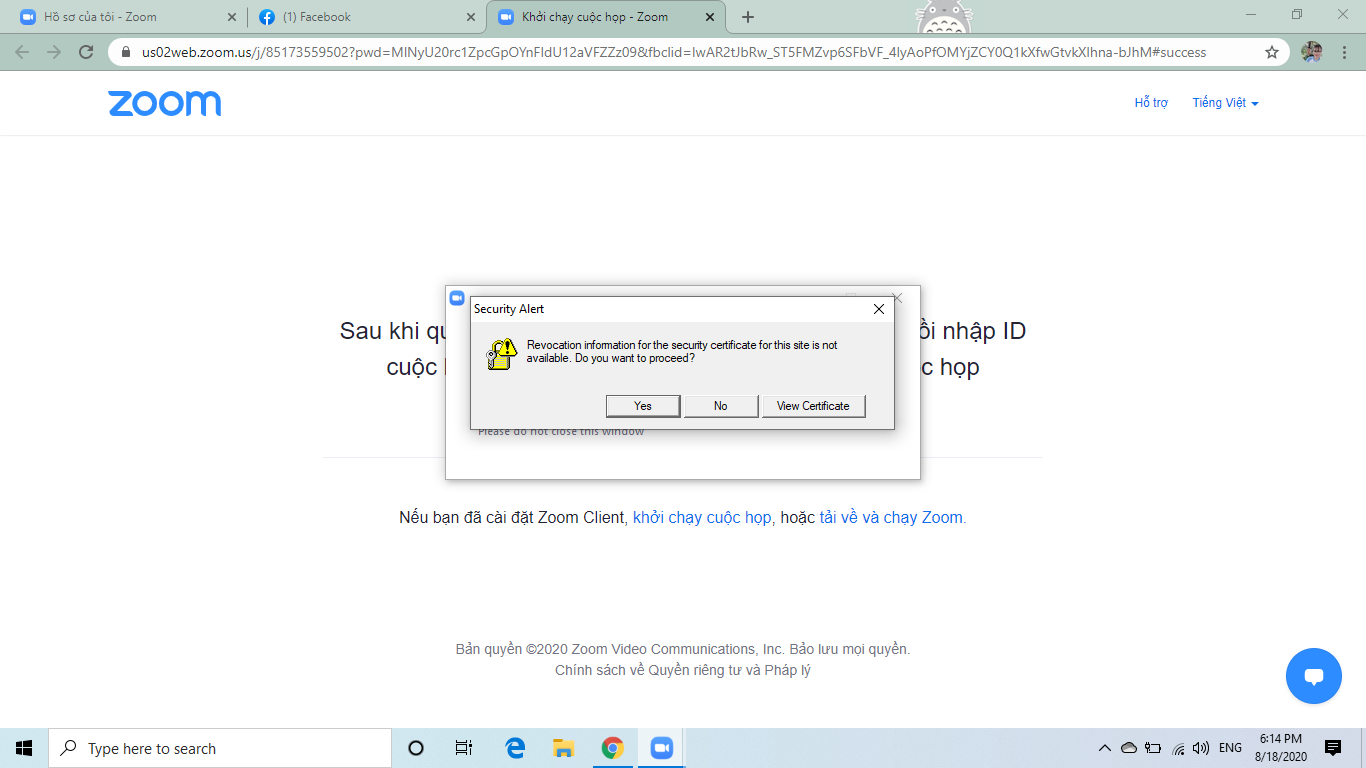 Hồ sơ của tôi - Zoom
(1) Facebook
Khởi chạy cuộc họp - Zoom
us02web.zoom.us/j/85173559502?pwd=MlNyU20rc1ZpcGpOYnFIdU12aVFZZz09&fbclid=IwAR2tJbRw_ST5FMZvp6SFbVF_4lyAoPfOMYjZCY0Q1kXfwGtvkXlhna-bJhM#success
zoom
Hỗ trợ
Tiếng Việt
Security Alert
Sau khi
ồi nhập ID
Revocation information for the security certificate for this site is not
available. Do you want to proceed?
cuộc
c họp
Yes
No
View Certificate
Please do not close this window
Nếu bạn đã cài đặt Zoom Client, khởi chạy cuộc họp, hoặc tải về và chạy Zoom.
Bản quyền ©2020 Zoom Video Communications, Inc. Bảo lưu mọi quyền.
Chính sách về Quyền riêng tư và Pháp lý
Type here to search
ENG
6:14 PM
8/18/2020